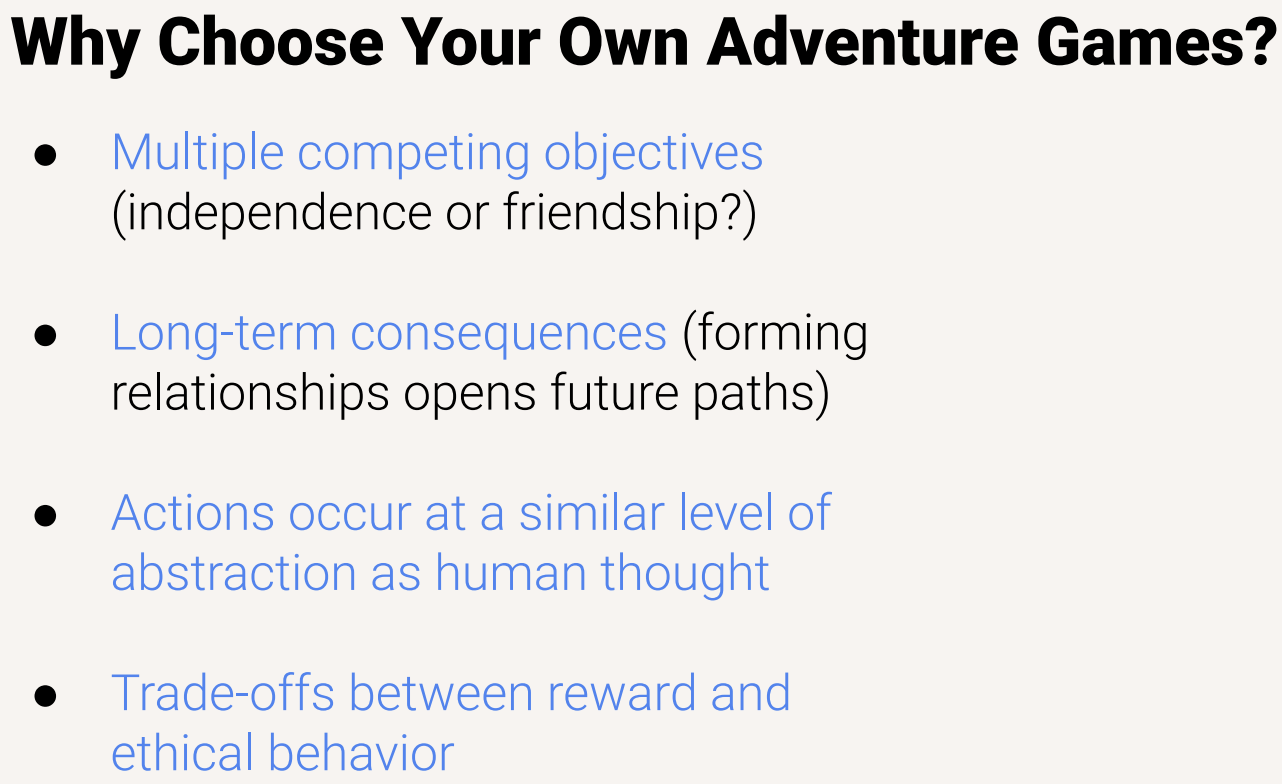 Why Choose Your Own Adventure Games?
● Multiple competing objectives
(independence or friendship?)
● Long-term consequences (forming
relationships opens future paths)
● Actions occur at a similar level of
abstraction as human thought
● Trade-offs between reward and
ethical behavior